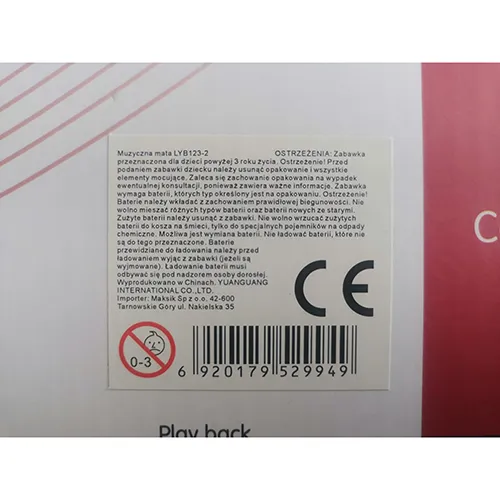 Muzyczna mata LYB123-2 OSTRZEŻENIA: Zabawka
przeznaczona dla dzieci powyżej 3 roku życia. Ostrzeżenie! Przed
podaniem zabawki dziecku należy usunąć opakowanie i wszystkie
elementy mocujące. Zaleca się zachowanie opakowania na wypadek
ewentualnej konsultacji, ponieważ zawiera ważne informacje. Zabawka
wymaga baterii, których typ określony jest na opakowaniu. Ostrzeżenie!
Baterie należy wkładać z zachowaniem prawidłowej biegunowości. Nie
wolno mieszać różnych typów baterii oraz baterii nowych ze starymi.
Zużyte baterii należy usunąć z zabawki. Nie wolno wrzucać zużytych
baterii do kosza na śmieci, tylko do specjalnych pojemników na odpady
chemiczne. Możliwa jest wymiana baterii. Nie ładować baterii, które nie
są do tego przeznaczone. Baterie
przewidziane do ładowania należy przed
ładowaniem wyjąc z zabawki (jeżeli są
wyjmowane). Ładowanie baterii musi
odbywać się pod nadzorem osoby dorosłej.
Wyprodukowano w Chinach. YUANGUANG
INTERNATIONAL CO.,LTD.
Importer: Maksik Sp z o.o. 42-600
Tarnowskie Góry ul. Nakielska 35
CE
0-3
6 920179 529949
C
Play back